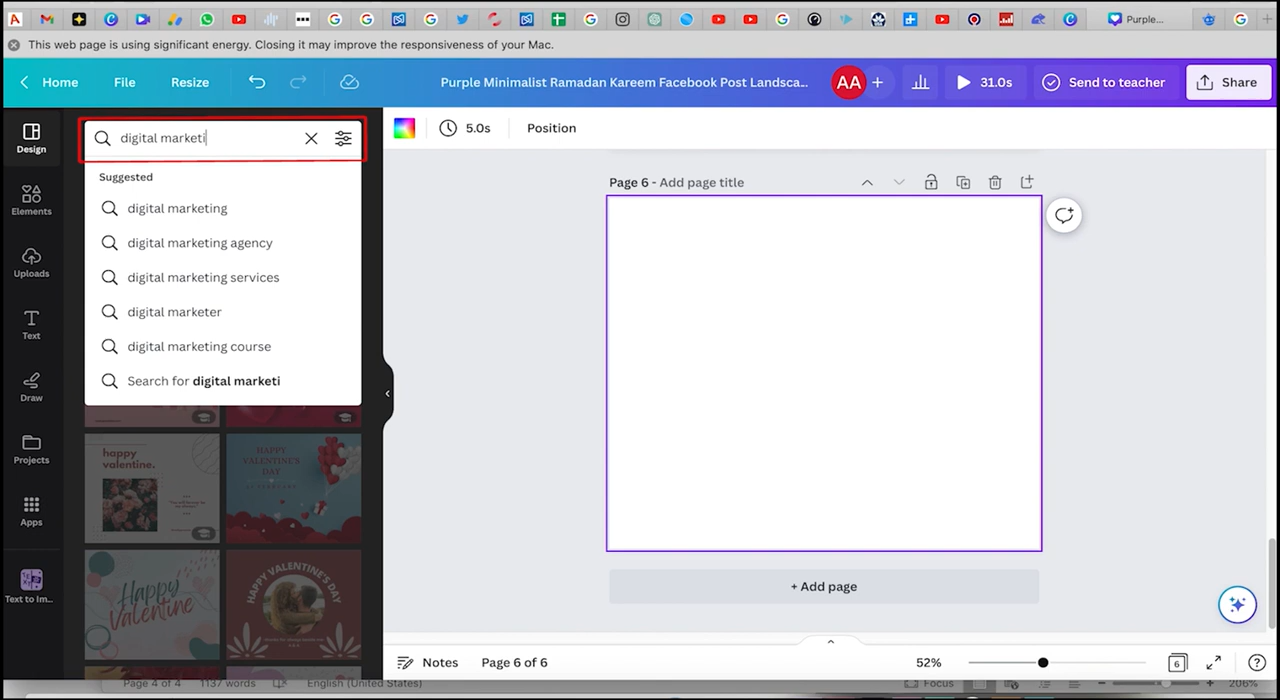 Purple...
This web page is using significant energy. Closing it may improve the responsiveness of your Mac.
Home
File
Resize
Purple Minimalist Ramadan Kareem Facebook Post Landsca...
AA
+
31.0s
Send to teacher
Share
Design
Elements
Uploads
Text
Draw
Projects
Apps
Text to Im...
digital marketi
Suggested
digital marketing
digital marketing agency
digital marketing services
digital marketer
digital marketing course
Search for digital marketi
happy
valentine.
HAPPY
VALENTINE'S
DAY
Happy
Valentine
HAPPY VALENTINE'S DAY
5.0s
Position
Page 6 - Add page title
+ Add page
Notes
Page 6 of 6
52%
6
?
Page 4 of 4
1137 words
English (United States)
Focus
206%